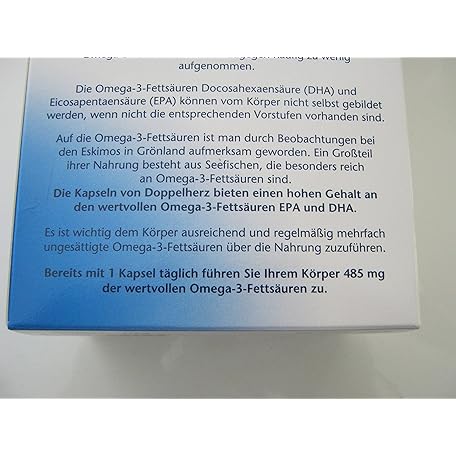 zu wenig
aufgenommen.
Die Omega-3-Fettsäuren Docosahexaensäure (DHA) und
Eicosapentaensäure (EPA) können vom Körper nicht selbst gebildet
werden, wenn nicht die entsprechenden Vorstufen vorhanden sind.
Auf die Omega-3-Fettsäuren ist man durch Beobachtungen bei
den Eskimos in Grönland aufmerksam geworden. Ein Großteil
ihrer Nahrung besteht aus Seefischen, die besonders reich
an Omega-3-Fettsäuren sind.
Die Kapseln von Doppelherz bieten einen hohen Gehalt an
den wertvollen Omega-3-Fettsäuren EPA und DHA.
Es ist wichtig dem Körper ausreichend und regelmäßig mehrfach
ungesättigte Omega-3-Fettsäuren über die Nahrung zuzuführen.
Bereits mit 1 Kapsel täglich führen Sie Ihrem Körper 485 mg
der wertvollen Omega-3-Fettsäuren zu.